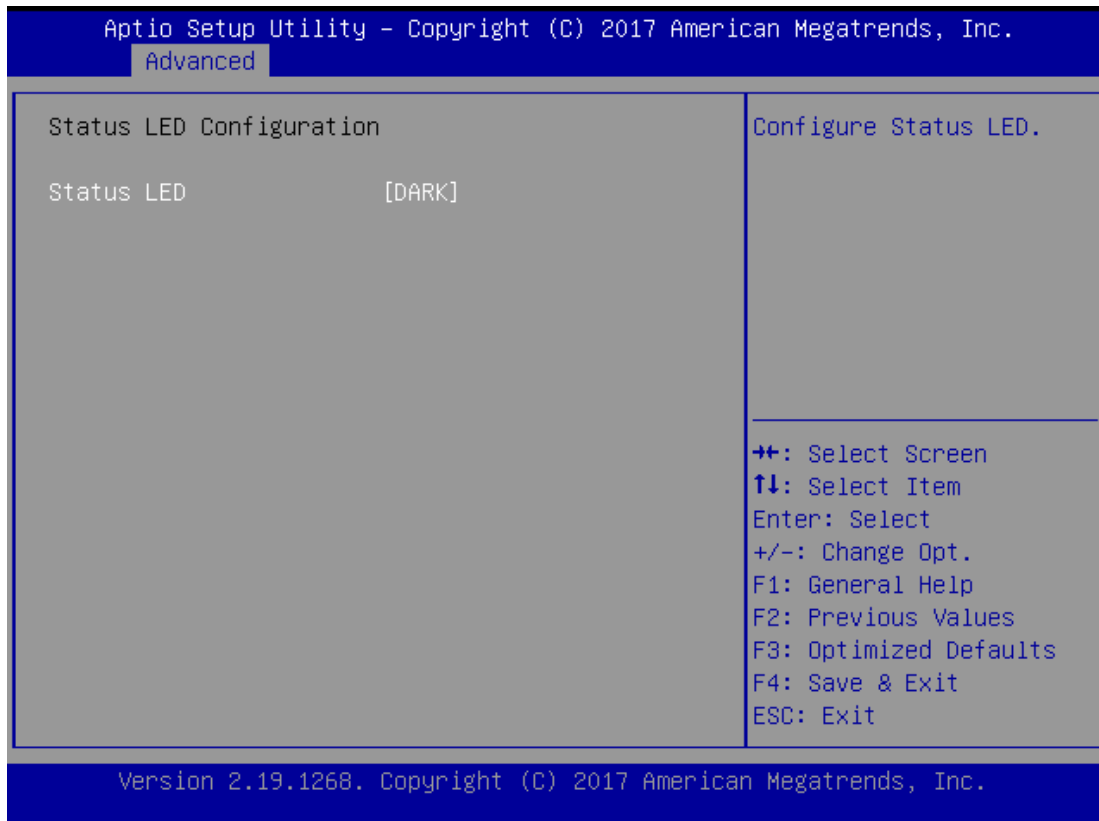 Aptio Setup Utility – Copyright (C) 2017 American Megatrends, Inc.
Advanced
Status LED Configuration
Status LED [DARK]
Configure Status LED.
→←: Select Screen
↑↓: Select Item
Enter: Select
+/-: Change Opt.
F1: General Help
F2: Previous Values
F3: Optimized Defaults
F4: Save & Exit
ESC: Exit
Version 2.19.1268. Copyright (C) 2017 American Megatrends, Inc.